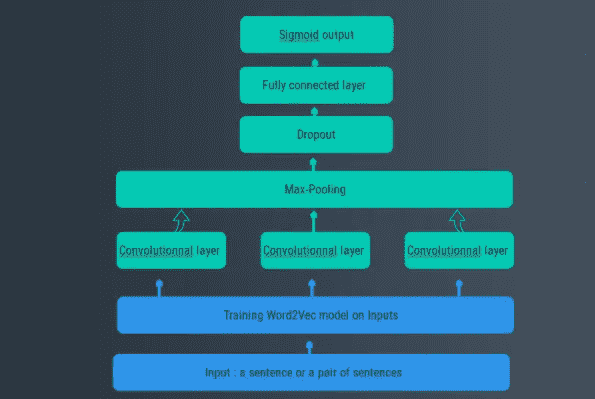 Sigmoid output
Fully connected layer
Dropout
Max-Pooling
Convolutionnal layer
Convolutionnal layer
Convolutionnal layer
Training Word2Vec model on Inputs
Input : a sentence or a pair of sentences